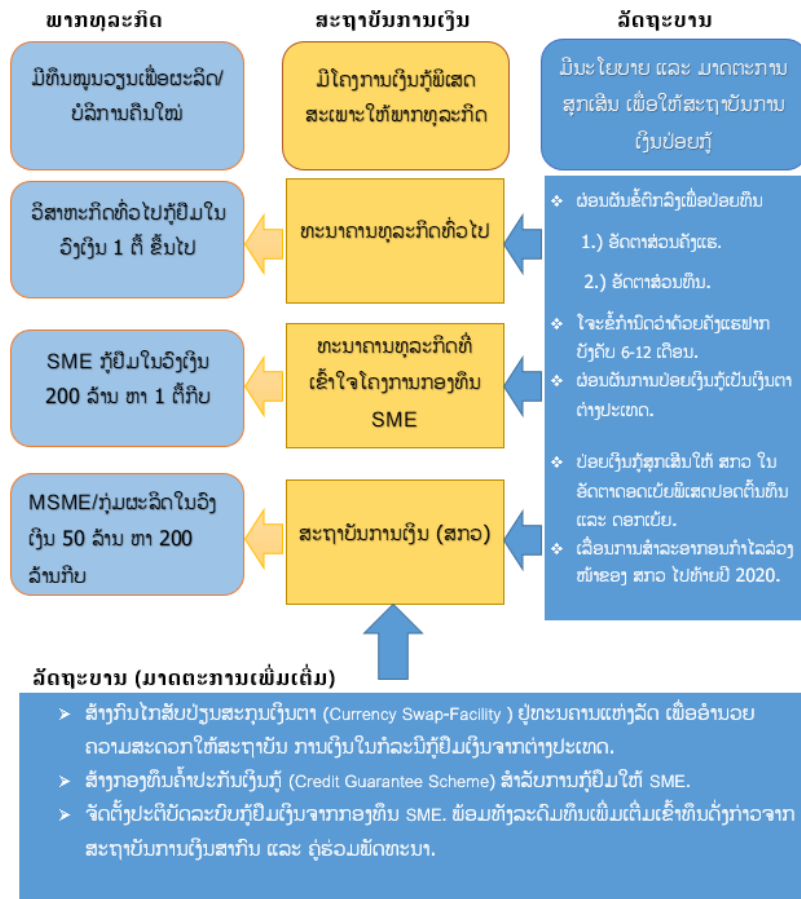 ພາກທຸລະກິດ
ສະຖາບັນການເງິນ
ລັດຖະບານ
ມີທຶນໝູນວຽນເພື່ອຜະລິດ/
ບໍລິການຄືນໃໝ່
ມີໂຄງການເງິນກູ້ພິເສດ
ສະເພາະໃຫ້ພາກທຸລະກິດ
ມີນະໂຍບາຍ ແລະ ມາດຕະການ
ສຸກເສີນ ເພື່ອໃຫ້ສະຖາບັນການ
ເງິນປ່ອຍກູ້
ວິສາຫະກິດທົ່ວໄປກູ້ຢືມໃນ
ວົງເງິນ 1 ຕື້ ຂຶ້ນໄປ
ທະນາຄານທຸລະກິດທົ່ວໄປ
❖ ຜ່ອນຜັນຂໍ້ຕົກລົງເພື່ອປ່ອຍທຶນ
1.) ອັດຕາສ່ວນຄັງແຮ.
2.) ອັດຕາສ່ວນທຶນ.
❖ ໂຈະຂໍ້ກຳນົດວ່າດ້ວຍຄັງແຮຝາກ
ບັງຄັບ 6-12 ເດືອນ.
❖ ຜ່ອນຜັນການປ່ອຍເງິນກູ້ເປັນເງິນຕາ
ຕ່າງປະເທດ.
SME ກູ້ຢືມໃນວົງເງິນ
200 ລ້ານ ຫາ 1 ຕື້ກີບ
ທະນາຄານທຸລະກິດທີ່
ເຂົ້າໃຈໂຄງການກອງທຶນ
SME
❖ ປ່ອຍເງິນກູ້ສຸກເສີນໃຫ້ ສກວ ໃນ
ອັດຕາດອດເບ້ຍພິເສດປອດຕົ້ນທຶນ
ແລະ ດອກເບ້ຍ.
❖ ເລື່ອນການສຳລະອາກອນກຳໄລລ່ວງ
ໜ້າຂອງ ສກວ ໄປທ້າຍປີ 2020.
MSME/ກຸ່ມຜະລິດໃນວົງ
ເງິນ 50 ລ້ານ ຫາ 200
ລ້ານກີບ
ສະຖາບັນການເງິນ (ສກວ)
ລັດຖະບານ (ມາດຕະການເພີ່ມເຕີ່ມ)
➢ ສ້າງກົນໄກສັບປ່ຽນສະກຸນເງິນຕາ (Currency Swap-Facility ) ຢູ່ທະນຄານແຫ່ງລັດ ເພື່ອອຳນວຍ
ຄວາມສະດວກໃຫ້ສະຖາບັນ ການເງິນໃນກໍລະນີກູ້ຢືມເງິນຈາກຕ່າງປະເທດ.
➢ ສ້າງກອງທຶນຄ້ຳປະກັນເງິນກູ້ (Credit Guarantee Scheme) ສຳລັບການກູ້ຢືມໃຫ້ SME.
➢ ຈັດຕັ້ງປະຕິບັດລະບົບກູ້ຢືມເງິນຈາກກອງທຶນ SME. ພ້ອມທັງລະດົມທຶນເພີ່ມເຕີ່ມເຂົ້າທຶນດັ່ງກ່າວຈາກ
ສະຖາບັນການເງິນສາກົນ ແລະ ຄູ່ຮ່ວມພັດທະນາ.